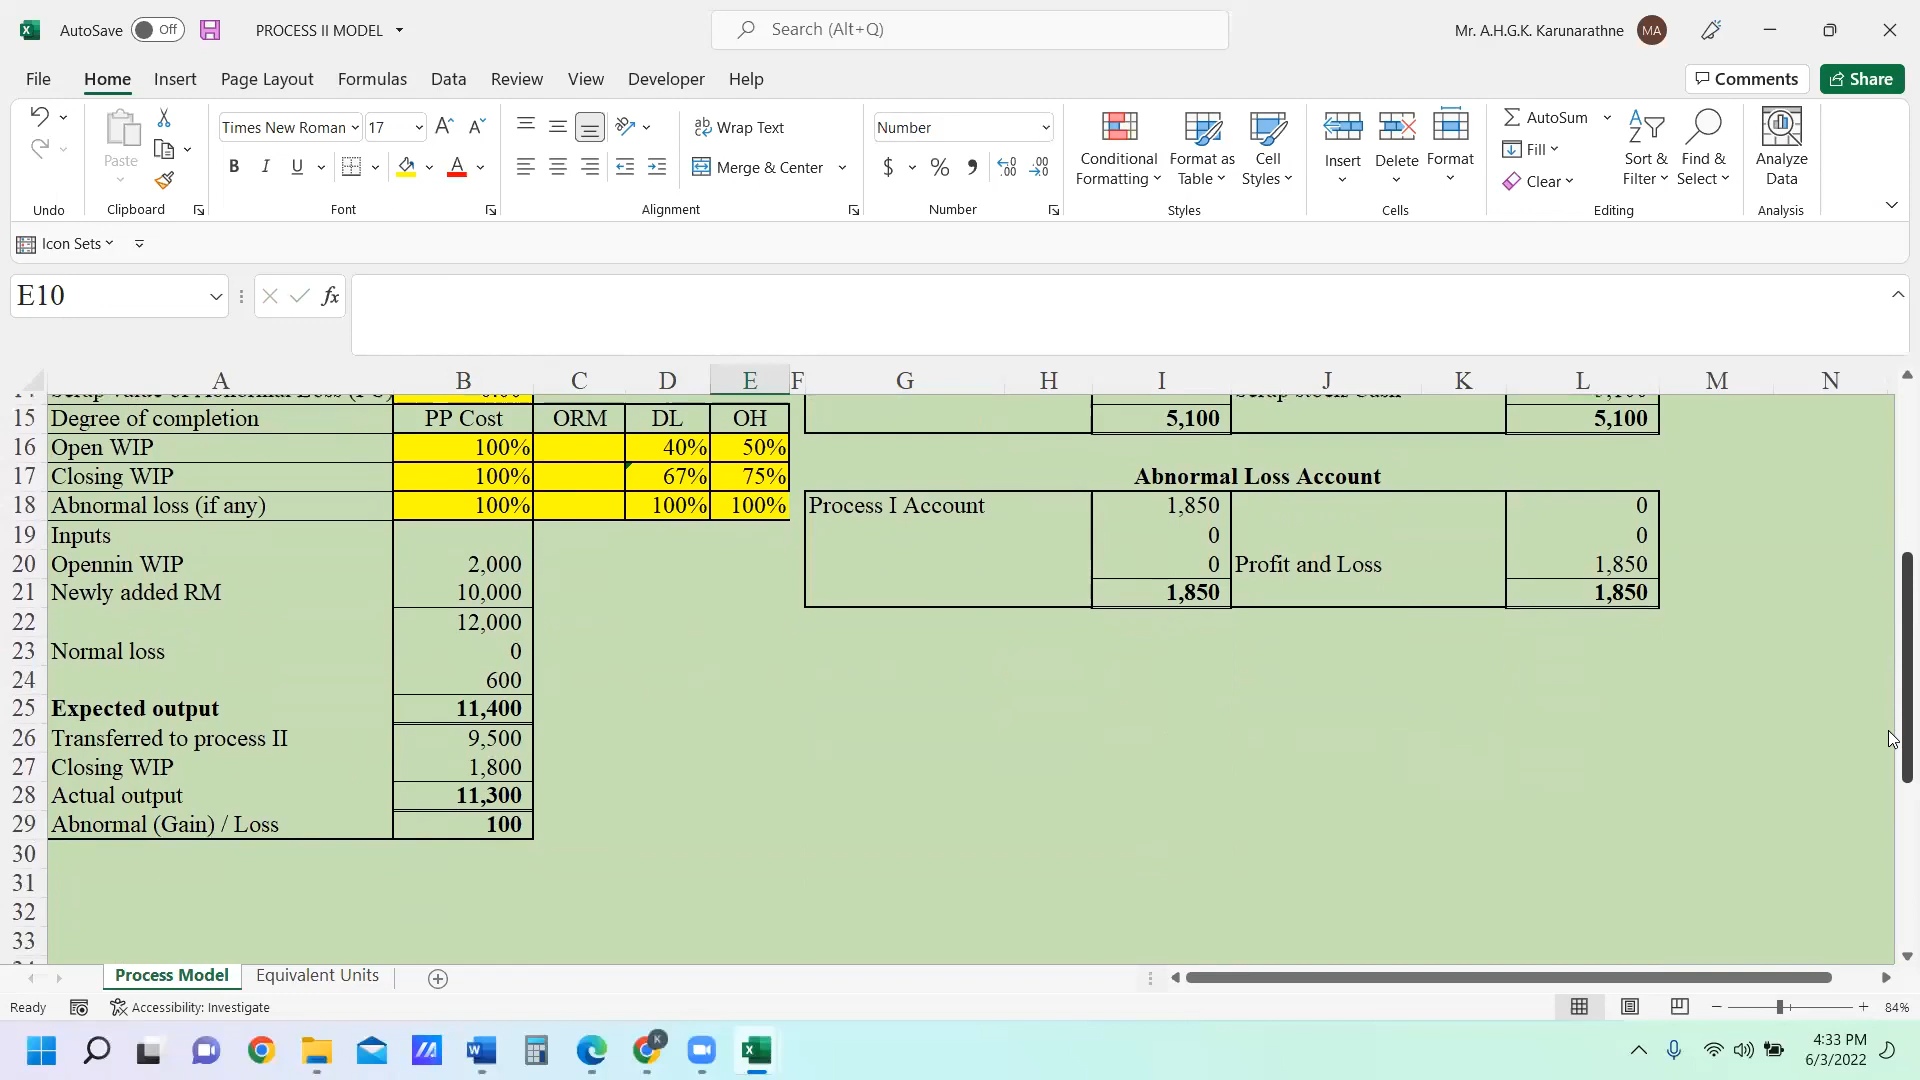 AutoSave Off PROCESS II MODEL Search (Alt+Q) Mr. A.H.G.K. Karunarathne MA
File Home Insert Page Layout Formulas Data Review View Developer Help Comments Share
Times New Roman 17 A^ A Wrap Text Number AutoSum
Paste B I U A Merge & Center $ % Conditional Formatting Format as Table Cell Styles Insert Delete Format Fill Clear Sort & Filter Find & Select Analyze Data
Undo Clipboard Font Alignment Number Styles Cells Editing Analysis
Icon Sets
E10 fx
A B C D E F G H I J K L M N
15 Degree of completion PP Cost ORM DL OH 5,100 5,100
16 Open WIP 100% 40% 50%
17 Closing WIP 100% 67% 75% Abnormal Loss Account
18 Abnormal loss (if any) 100% 100% 100% Process I Account 1,850 0
19 Inputs 0 0
20 Opennin WIP 2,000 0 Profit and Loss 1,850
21 Newly added RM 10,000 1,850 1,850
22 12,000
23 Normal loss 0
24 600
25 Expected output 11,400
26 Transferred to process II 9,500
27 Closing WIP 1,800
28 Actual output 11,300
29 Abnormal (Gain) / Loss 100
30
31
32
33
Process Model Equivalent Units
Ready Accessibility: Investigate 84%
K
4:33 PM
6/3/2022